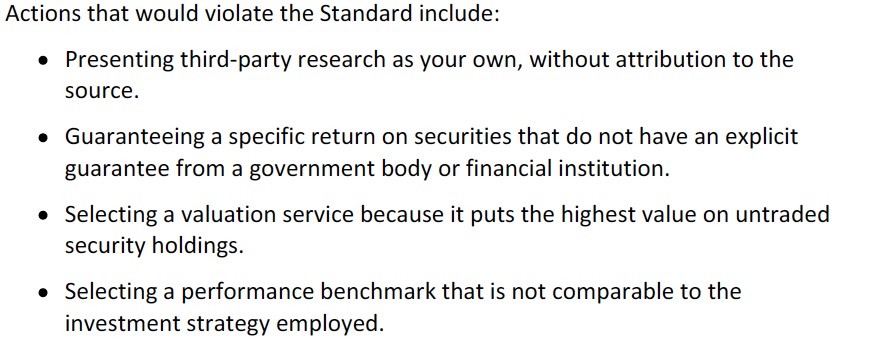 Actions that would violate the Standard include:
• Presenting third-party research as your own, without attribution to the
source.
• Guaranteeing a specific return on securities that do not have an explicit
guarantee from a government body or financial institution.
• Selecting a valuation service because it puts the highest value on untraded
security holdings.
• Selecting a performance benchmark that is not comparable to the
investment strategy employed.